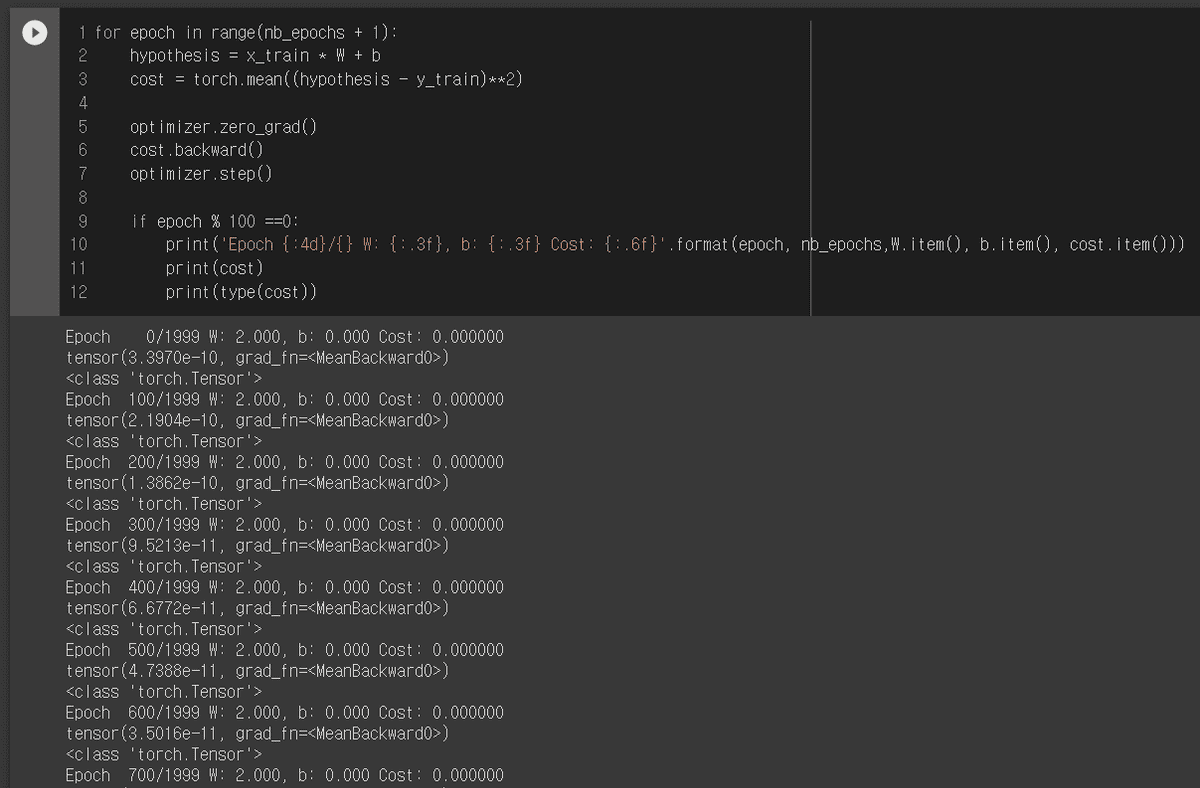 1 for epoch in range(nb_epochs + 1):
2 hypothesis = x_train * W + b
3 cost = torch.mean((hypothesis - y_train)**2)
4
5 optimizer.zero_grad()
6 cost.backward()
7 optimizer.step()
8
9 if epoch % 100 ==0:
10 print('Epoch {:4d}/{} W: {:.3f}, b: {:.3f} Cost: {:.6f}'.format(epoch, nb_epochs,W.item(), b.item(), cost.item()))
11 print(cost)
12 print(type(cost))
Epoch    0/1999 W: 2.000, b: 0.000 Cost: 0.000000
tensor(3.3970e-10, grad_fn=<MeanBackward0>)
<class 'torch.Tensor'>
Epoch  100/1999 W: 2.000, b: 0.000 Cost: 0.000000
tensor(2.1904e-10, grad_fn=<MeanBackward0>)
<class 'torch.Tensor'>
Epoch  200/1999 W: 2.000, b: 0.000 Cost: 0.000000
tensor(1.3862e-10, grad_fn=<MeanBackward0>)
<class 'torch.Tensor'>
Epoch  300/1999 W: 2.000, b: 0.000 Cost: 0.000000
tensor(9.5213e-11, grad_fn=<MeanBackward0>)
<class 'torch.Tensor'>
Epoch  400/1999 W: 2.000, b: 0.000 Cost: 0.000000
tensor(6.6772e-11, grad_fn=<MeanBackward0>)
<class 'torch.Tensor'>
Epoch  500/1999 W: 2.000, b: 0.000 Cost: 0.000000
tensor(4.7388e-11, grad_fn=<MeanBackward0>)
<class 'torch.Tensor'>
Epoch  600/1999 W: 2.000, b: 0.000 Cost: 0.000000
tensor(3.5016e-11, grad_fn=<MeanBackward0>)
<class 'torch.Tensor'>
Epoch  700/1999 W: 2.000, b: 0.000 Cost: 0.000000